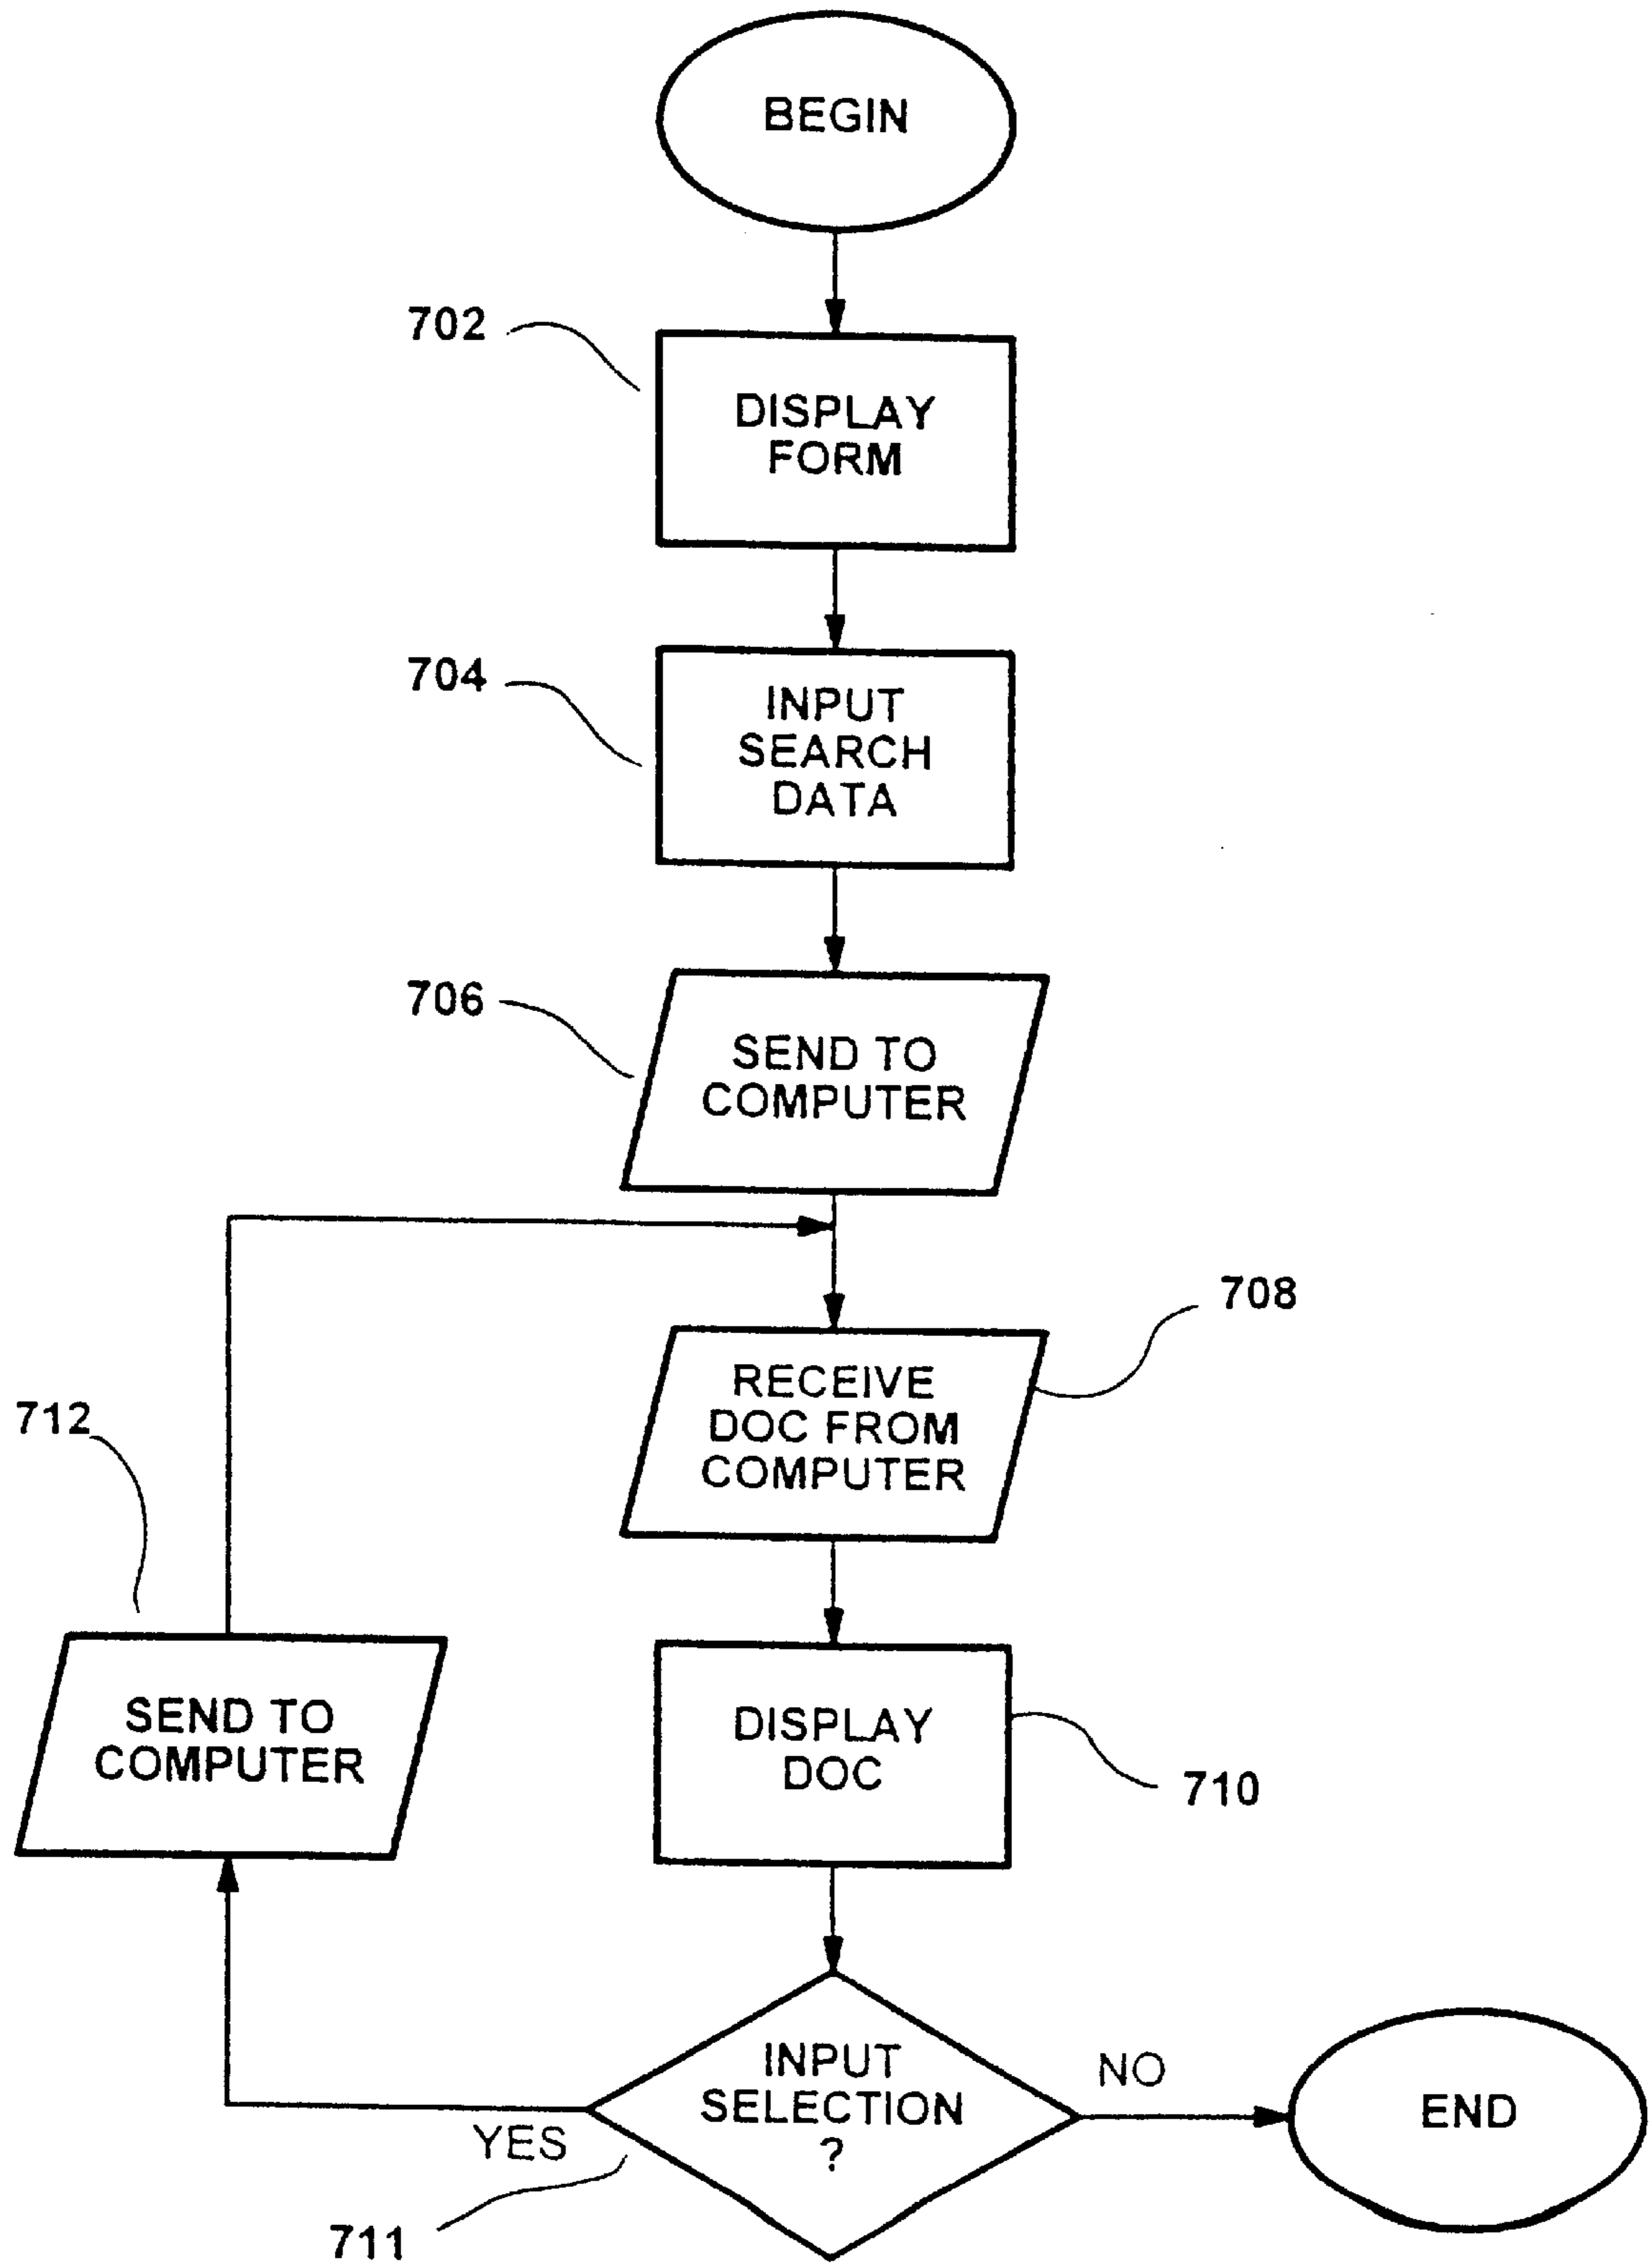 BEGIN
702
DISPLAY
FORM
704
INPUT
SEARCH
DATA
706
SEND TO
COMPUTER
708
RECEIVE
DOC FROM
COMPUTER
712
SEND TO
COMPUTER
DISPLAY
DOC
710
INPUT
SELECTION
?
YES
NO
END
711